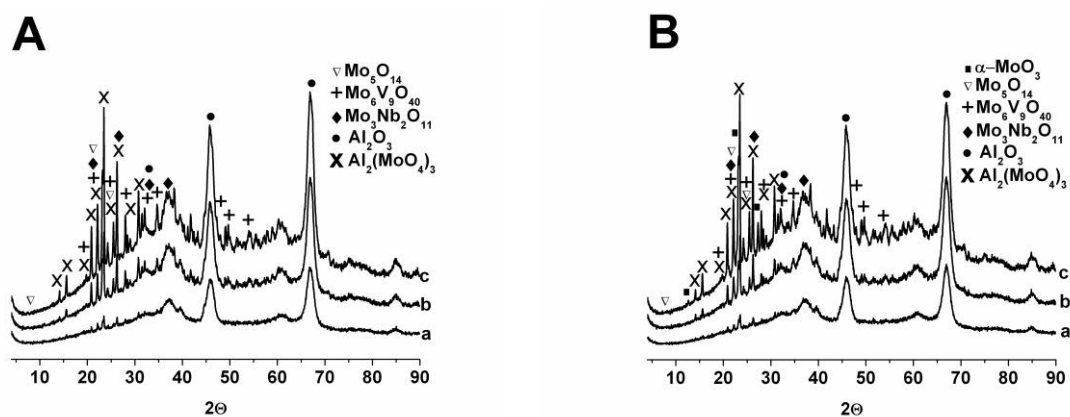 A
▽ Mo₅O₁₄
+ Mo₆V₉O₄₀
◆ Mo₃Nb₂O₁₁
● Al₂O₃
X Al₂(MoO₄)₃
c
b
a
10 20 30 40 50 60 70 80 90
2Θ
B
■ α–MoO₃
▽ Mo₅O₁₄
+ Mo₆V₉O₄₀
◆ Mo₃Nb₂O₁₁
● Al₂O₃
X Al₂(MoO₄)₃
c
b
a
10 20 30 40 50 60 70 80 90
2Θ